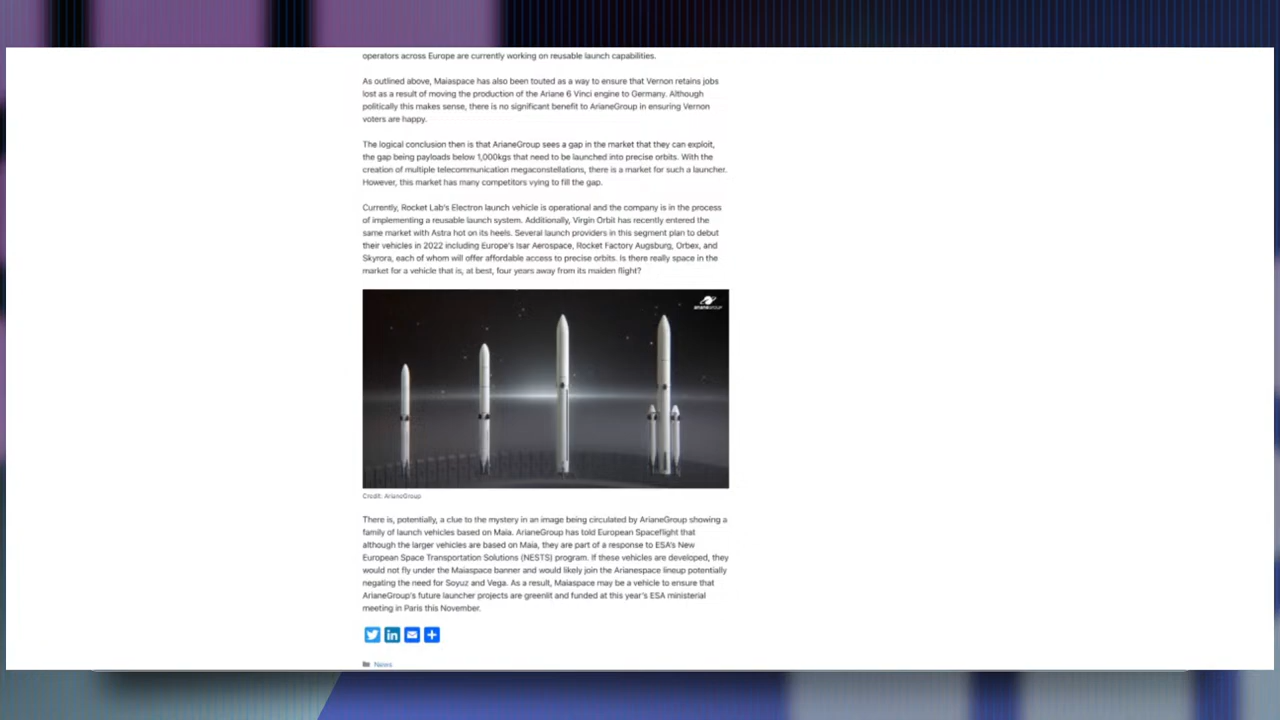 operators across Europe are currently working on reusable launch capabilities.
As outlined above, Maiaspace has also been touted as a way to ensure that Vernon retains jobs
lost as a result of moving the production of the Ariane 6 Vinci engine to Germany. Although
politically this makes sense, there is no significant benefit to ArianeGroup in ensuring Vernon
voters are happy.
The logical conclusion then is that ArianeGroup sees a gap in the market that they can exploit,
the gap being payloads below 1,000kgs that need to be launched into precise orbits. With the
creation of multiple telecommunication megaconstellations, there is a market for such a launcher.
However, this market has many competitors vying to fill the gap.
Currently, Rocket Lab's Electron launch vehicle is operational and the company is in the process
of implementing a reusable launch system. Additionally, Virgin Orbit has recently entered the
same market with Astra hot on its heels. Several launch providers in this segment plan to debut
their vehicles in 2022 including Europe's Isar Aerospace, Rocket Factory Augsburg, Orbex, and
Skyrora, each of whom will offer affordable access to precise orbits. Is there really space in the
market for a vehicle that is, at best, four years away from its maiden flight?
arianeGROUP
Credit: ArianeGroup
There is, potentially, a clue to the mystery in an image being circulated by ArianeGroup showing a
family of launch vehicles based on Maia. ArianeGroup has told European Spaceflight that
although the larger vehicles are based on Maia, they are part of a response to ESA's New
European Space Transportation Solutions (NESTS) program. If these vehicles are developed, they
would not fly under the Maiaspace banner and would likely join the Arianespace lineup potentially
negating the need for Soyuz and Vega. As a result, Maiaspace may be a vehicle to ensure that
ArianeGroup's future launcher projects are greenlit and funded at this year's ESA ministerial
meeting in Paris this November.
News